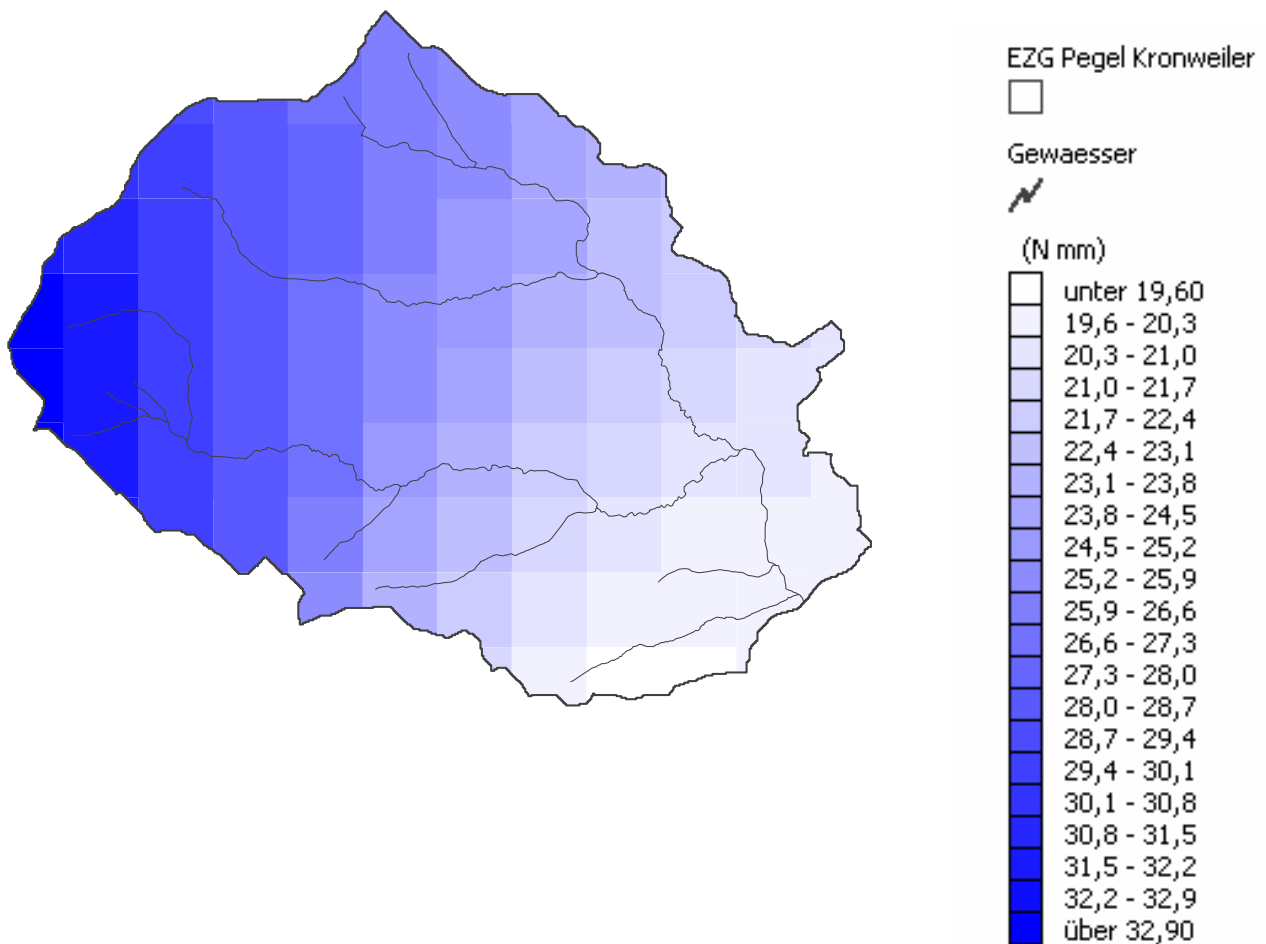 EZG Pegel Kronweiler
Gewaesser
(N mm)
unter 19,60
19,6 - 20,3
20,3 - 21,0
21,0 - 21,7
21,7 - 22,4
22,4 - 23,1
23,1 - 23,8
23,8 - 24,5
24,5 - 25,2
25,2 - 25,9
25,9 - 26,6
26,6 - 27,3
27,3 - 28,0
28,0 - 28,7
28,7 - 29,4
29,4 - 30,1
30,1 - 30,8
30,8 - 31,5
31,5 - 32,2
32,2 - 32,9
über 32,90